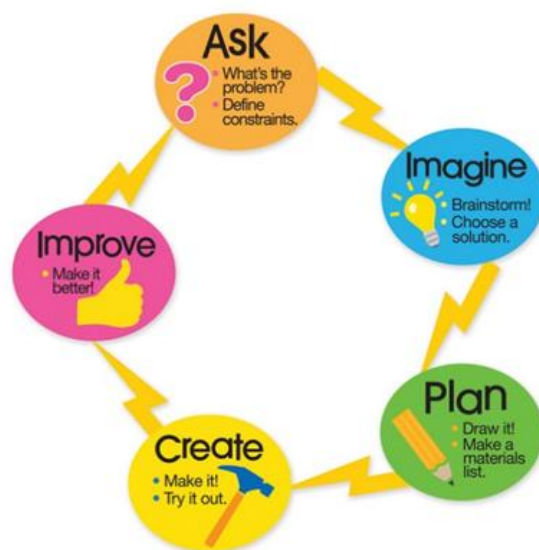 Ask
?
• What's the
problem?
• Define
constraints.
Imagine
• Brainstorm!
• Choose a
solution.
Plan
• Draw it!
• Make a
materials
list.
Create
• Make it!
• Try it out.
Improve
• Make it
better!